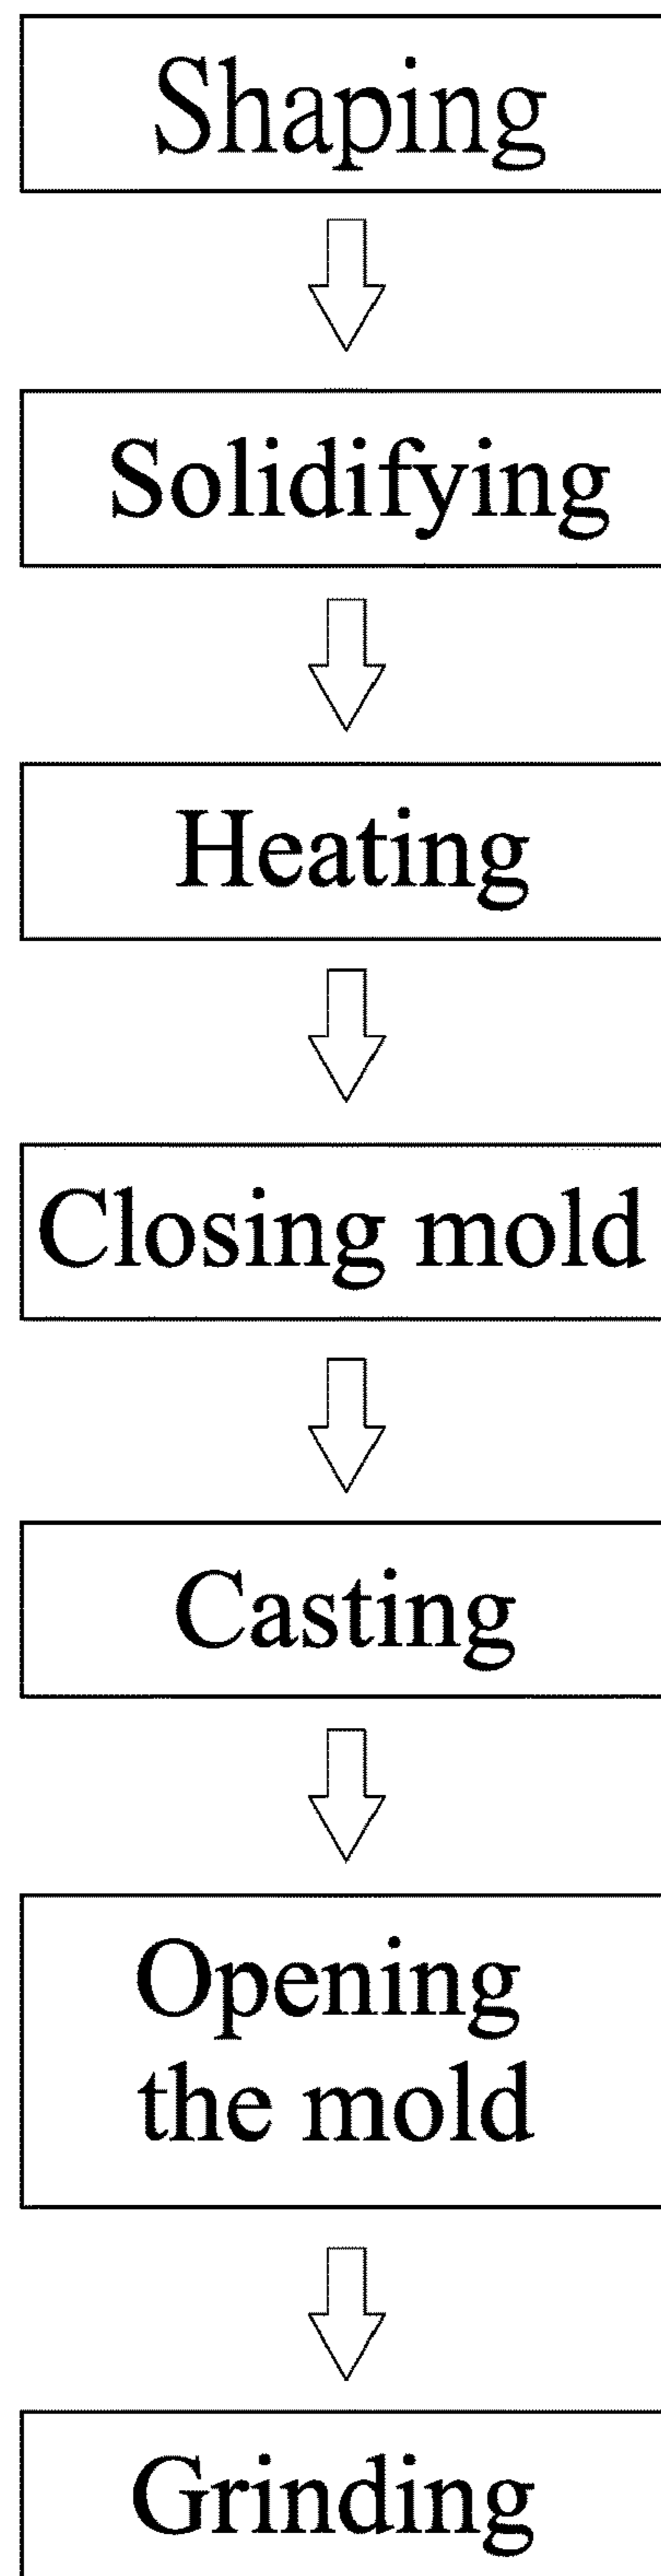 Shaping
Solidifying
Heating
Closing mold
Casting
Opening
the mold
Grinding